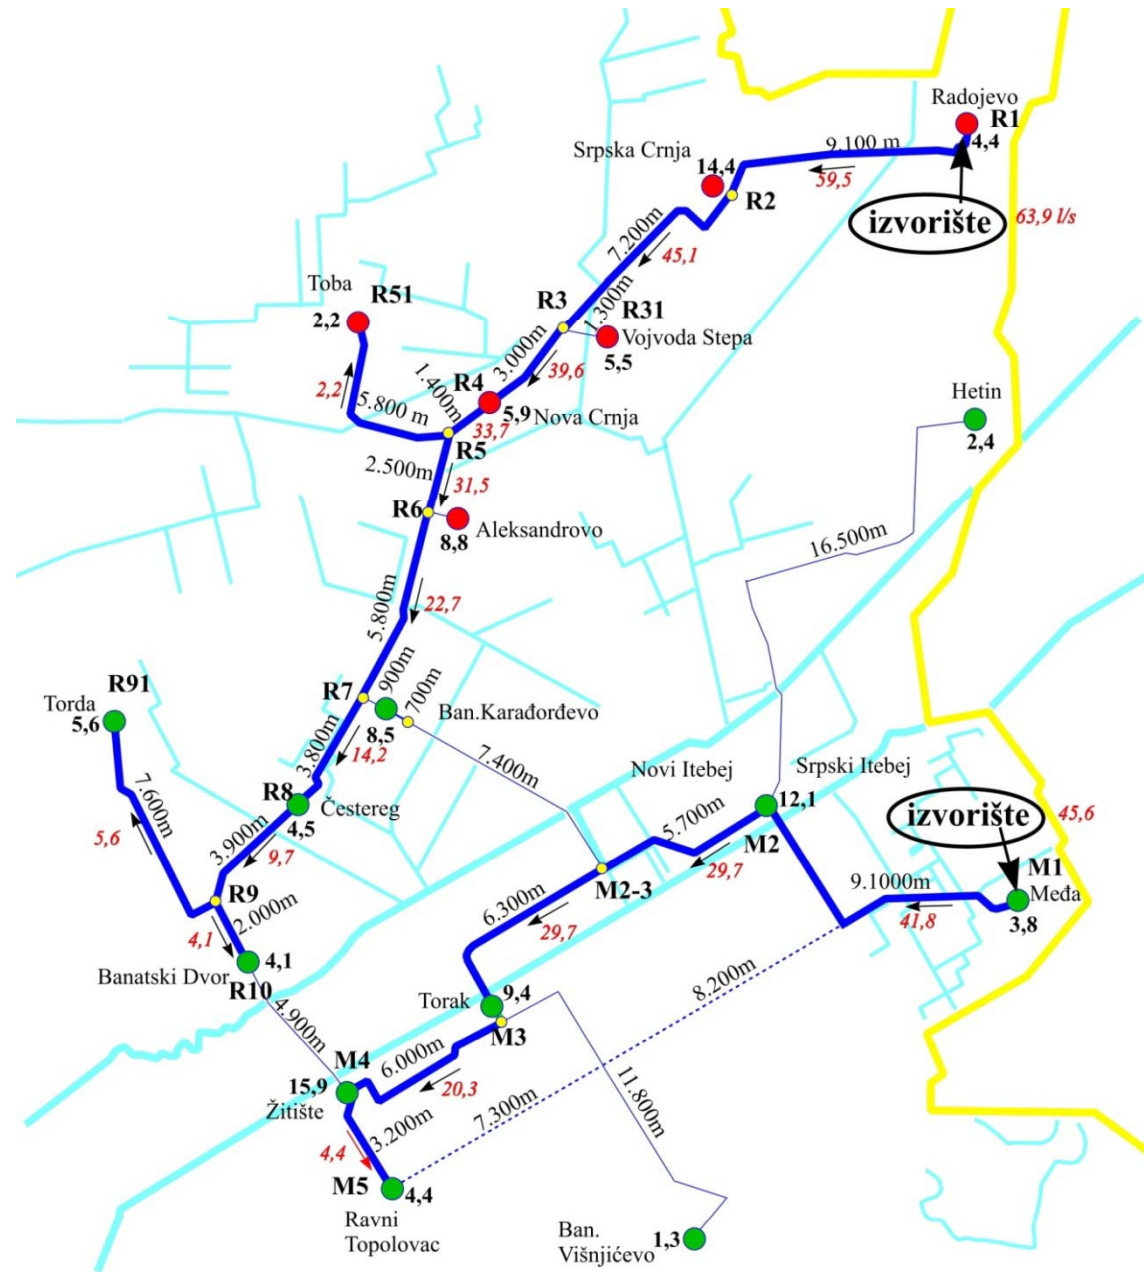 Radojevo
R1
4,4
9.100 m
Srpska Crnja
14,4
59,5
R2
izvorište
63,9 l/s
7.200m
45,1
Toba
R51
2,2
R3
1.300m
R31
Vojvoda Stepa
5,5
3.000m
39,6
1.400m
R4
5,9
Nova Crnja
33,7
2,2
5.800 m
R5
Hetin
2,4
2.500m
31,5
R6
Aleksandrovo
8,8
16.500m
5.800m
22,7
R91
Torda
5,6
R7
900m
700m
Ban.Karađorđevo
8,5
14,2
3.800m
7.400m
Novi Itebej
Srpski Itebej
7.600m
R8
Čestereg
4,5
12,1
izvorište
45,6
5,6
3.900m
9,7
5.700m
M2
29,7
M1
Međa
3,8
9.1000m
41,8
R9
2.000m
M2-3
6.300m
29,7
4,1
Banatski Dvor
4,1
R10
8.200m
Torak
9,4
4.900m
M3
M4
6.000m
15,9
Žitište
20,3
7.300m
11.800m
3.200m
4,4
M5
4,4
Ravni
Topolovac
Ban.
Višnjićevo
1,3